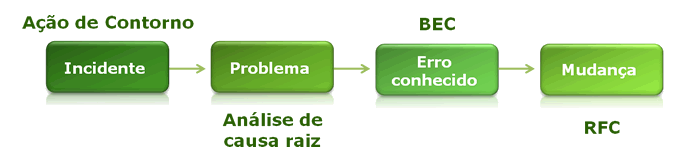 Ação de Contorno
BEC
Incidente
Problema
Erro
conhecido
Mudança
Análise de
causa raiz
RFC